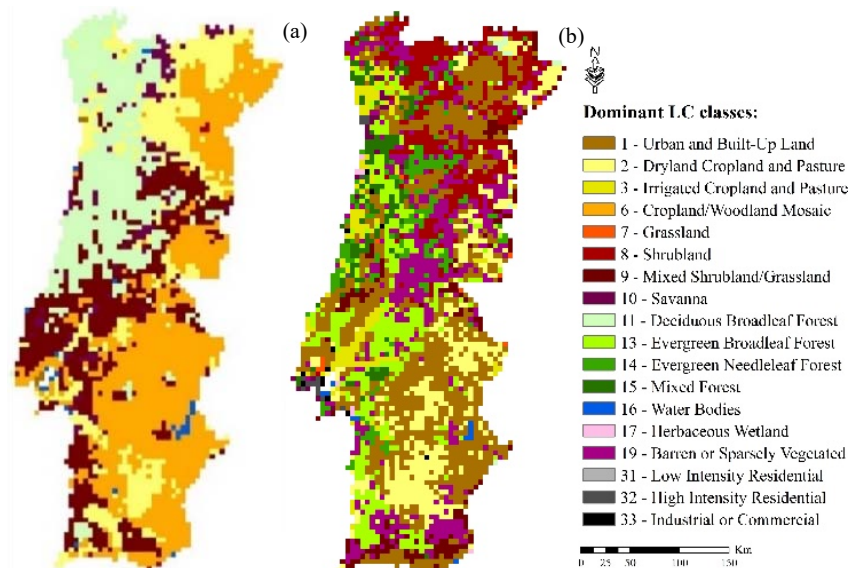 (a)
(b)
N
Dominant LC classes:
1 - Urban and Built-Up Land
2 - Dryland Cropland and Pasture
3 - Irrigated Cropland and Pasture
6 - Cropland/Woodland Mosaic
7 - Grassland
8 - Shrubland
9 - Mixed Shrubland/Grassland
10 - Savanna
11 - Deciduous Broadleaf Forest
13 - Evergreen Broadleaf Forest
14 - Evergreen Needleleaf Forest
15 - Mixed Forest
16 - Water Bodies
17 - Herbaceous Wetland
19 - Barren or Sparsely Vegetated
31 - Low Intensity Residential
32 - High Intensity Residential
33 - Industrial or Commercial
Km
0 25 50 100 150